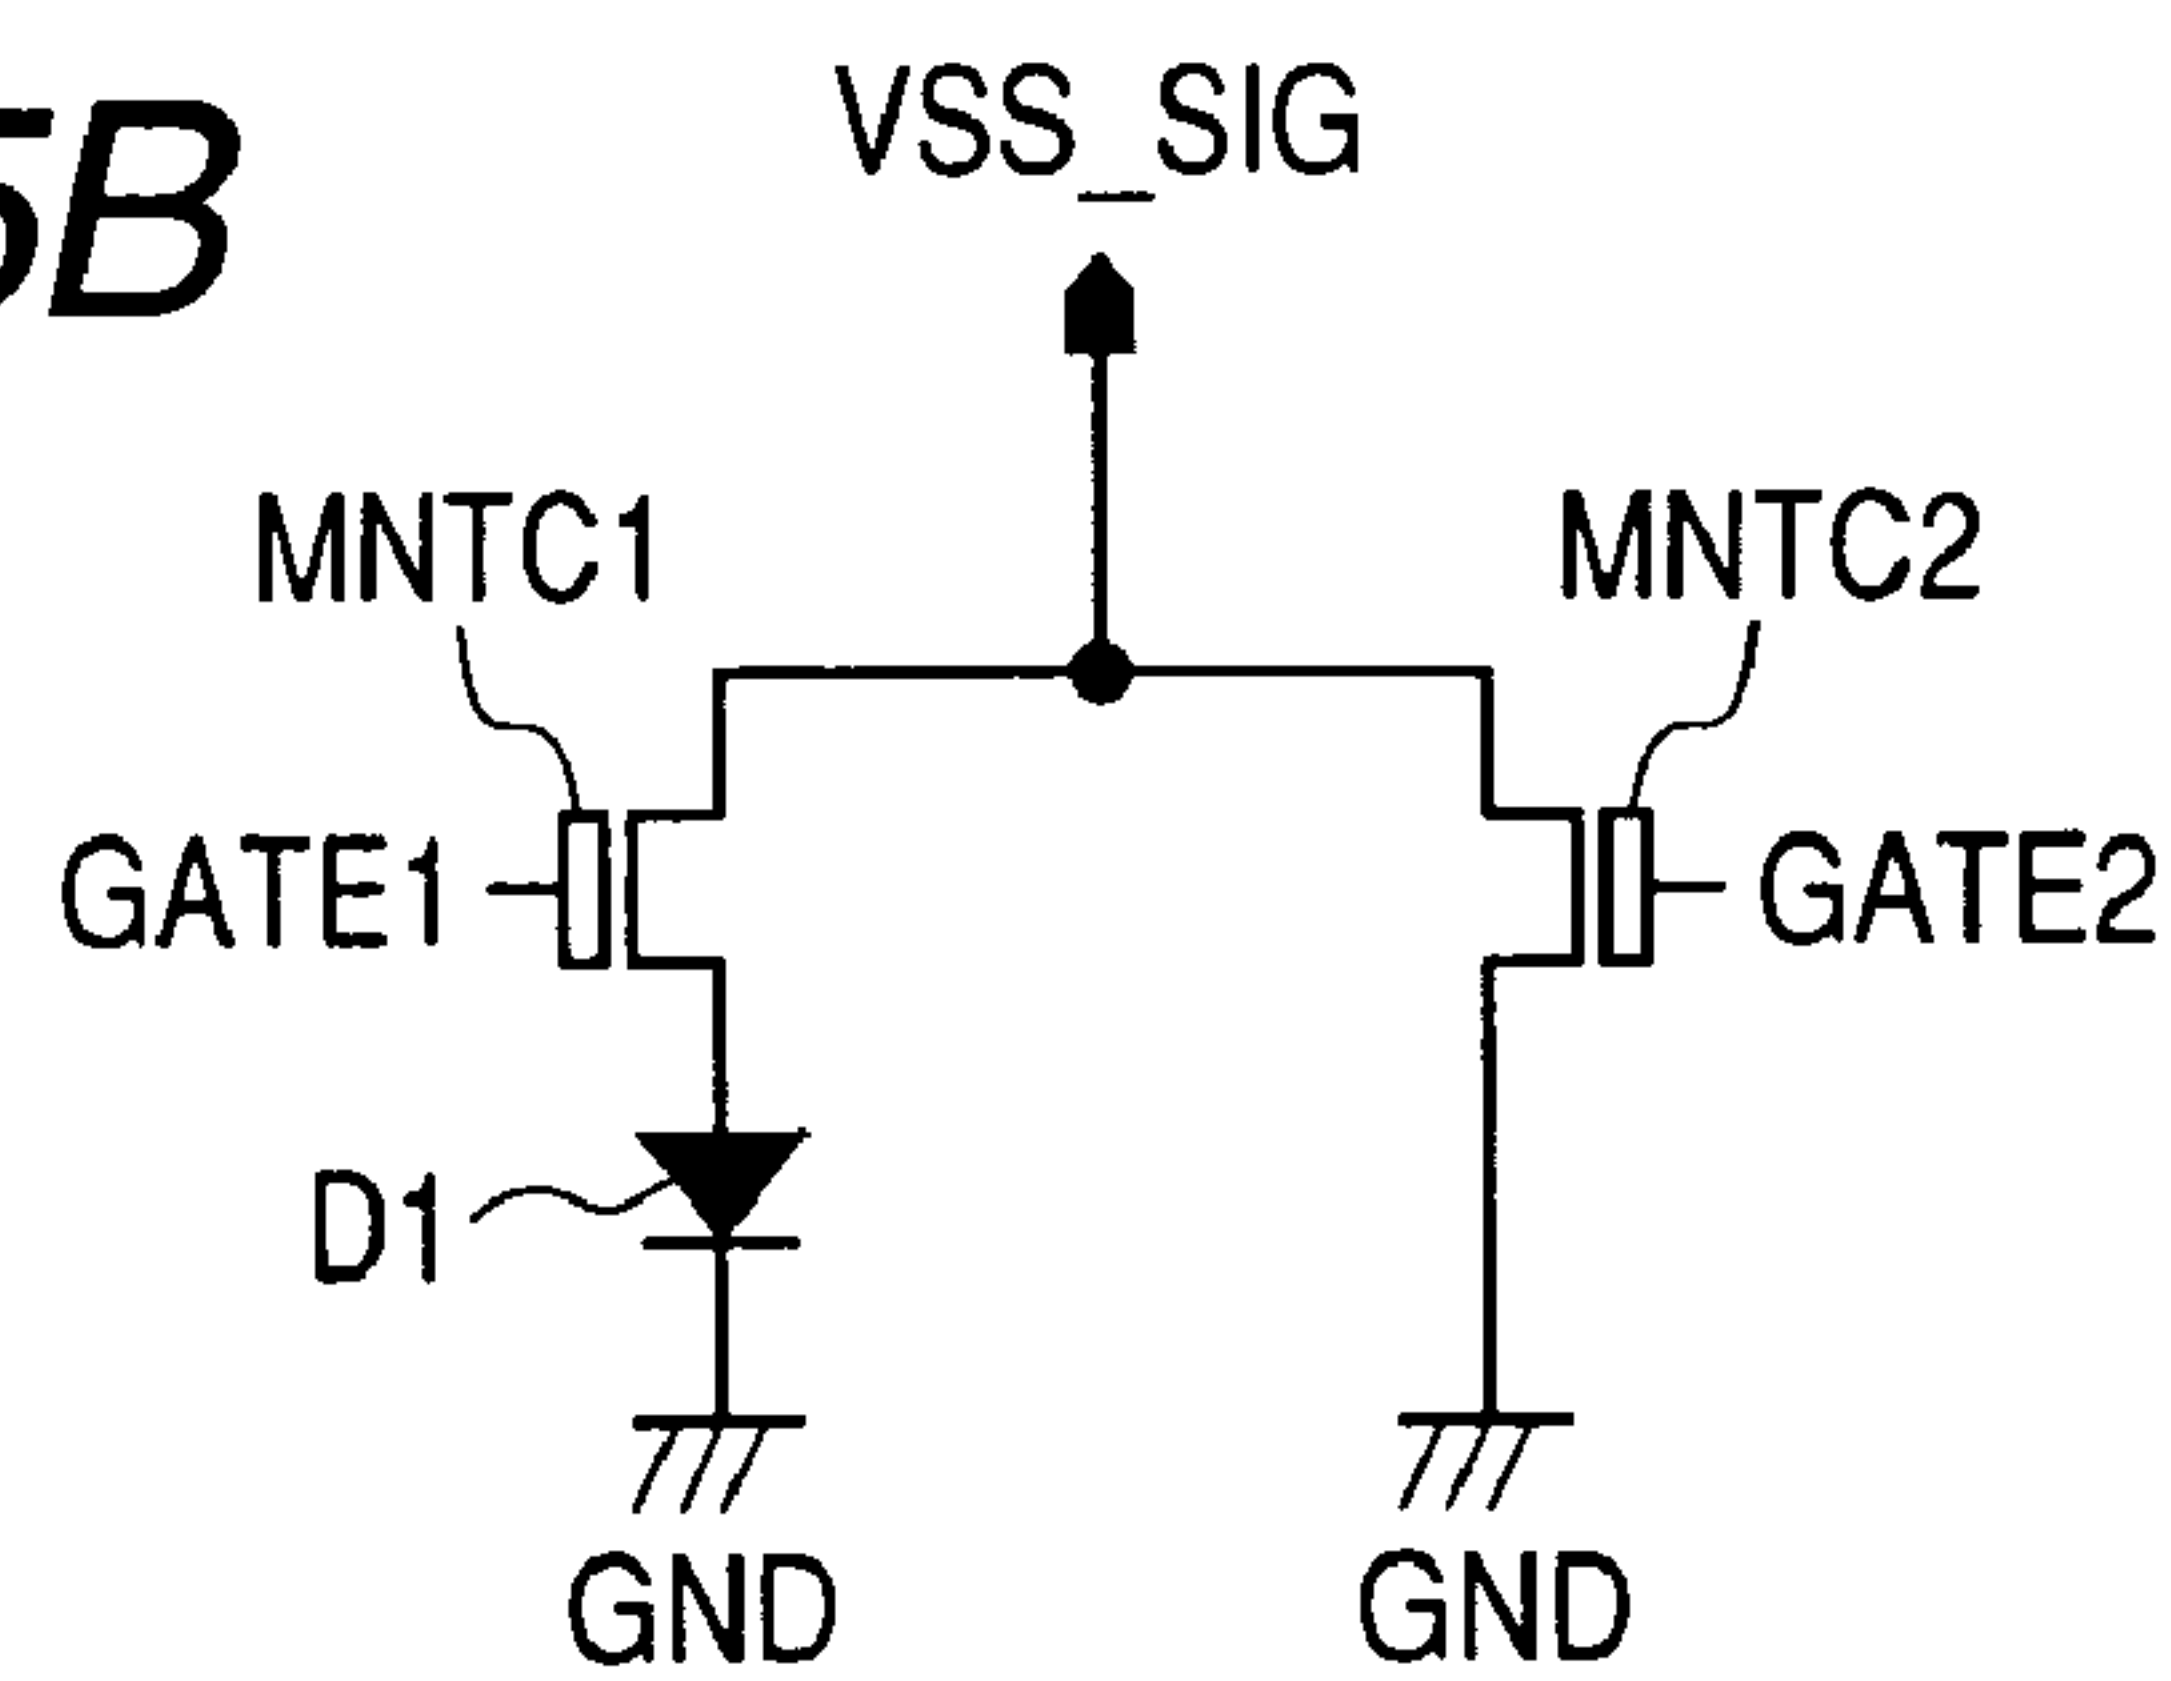 5B
VSS_SIG
MNTC1
MNTC2
GATE1
GATE2
D1
GND
GND